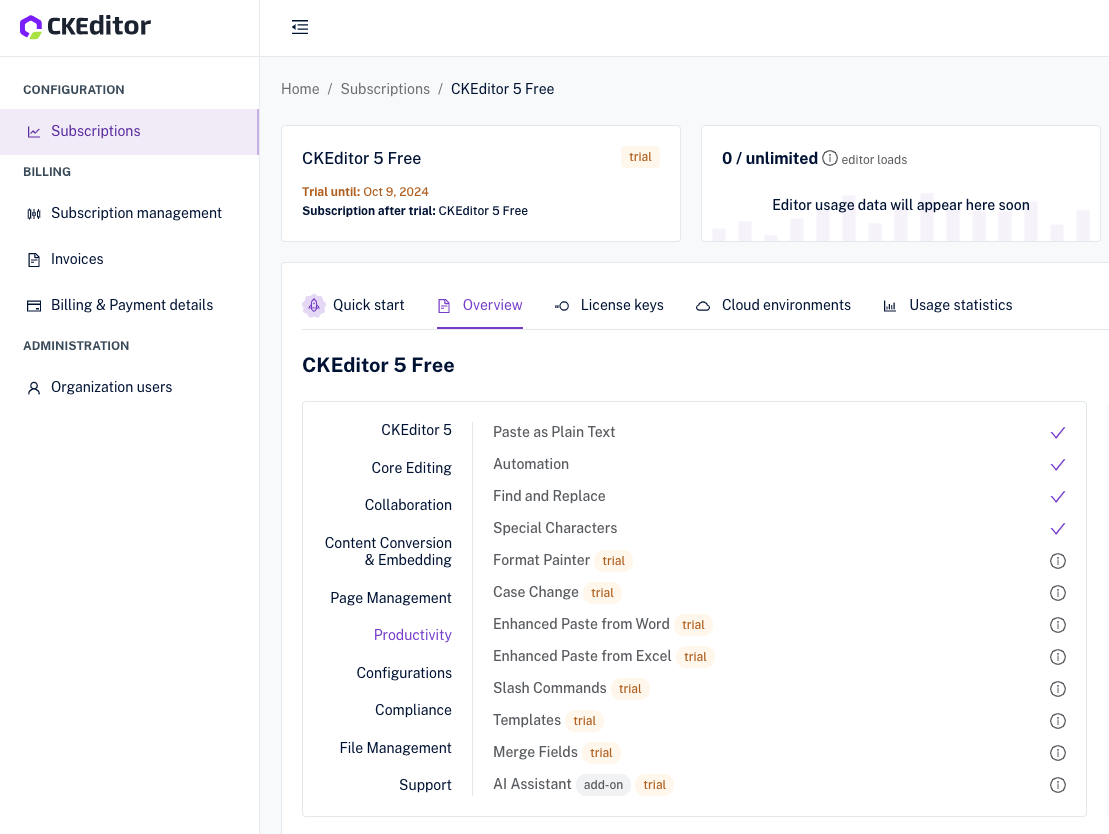 CKEditor
CONFIGURATION
Subscriptions
BILLING
Subscription management
Invoices
Billing & Payment details
ADMINISTRATION
Organization users
Home / Subscriptions / CKEditor 5 Free
CKEditor 5 Free trial
Trial until: Oct 9, 2024
Subscription after trial: CKEditor 5 Free
0 / unlimited editor loads
Editor usage data will appear here soon
Quick start Overview License keys Cloud environments Usage statistics
CKEditor 5 Free
CKEditor 5
Core Editing
Collaboration
Content Conversion
& Embedding
Page Management
Productivity
Configurations
Compliance
File Management
Support
Paste as Plain Text
Automation
Find and Replace
Special Characters
Format Painter trial
Case Change trial
Enhanced Paste from Word trial
Enhanced Paste from Excel trial
Slash Commands trial
Templates trial
Merge Fields trial
AI Assistant add-on trial